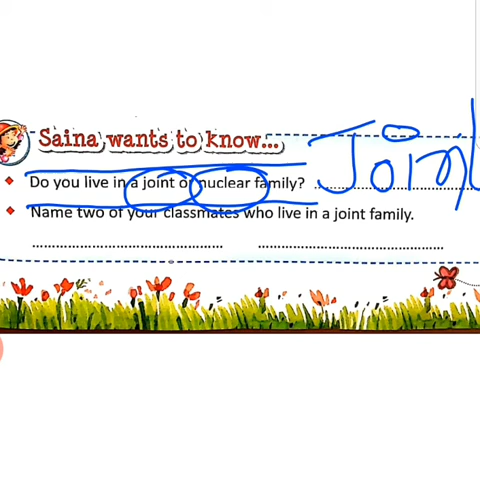 Saina wants to know...
Do you live in a joint or nuclear family? Joint
Name two of your classmates who live in a joint family.